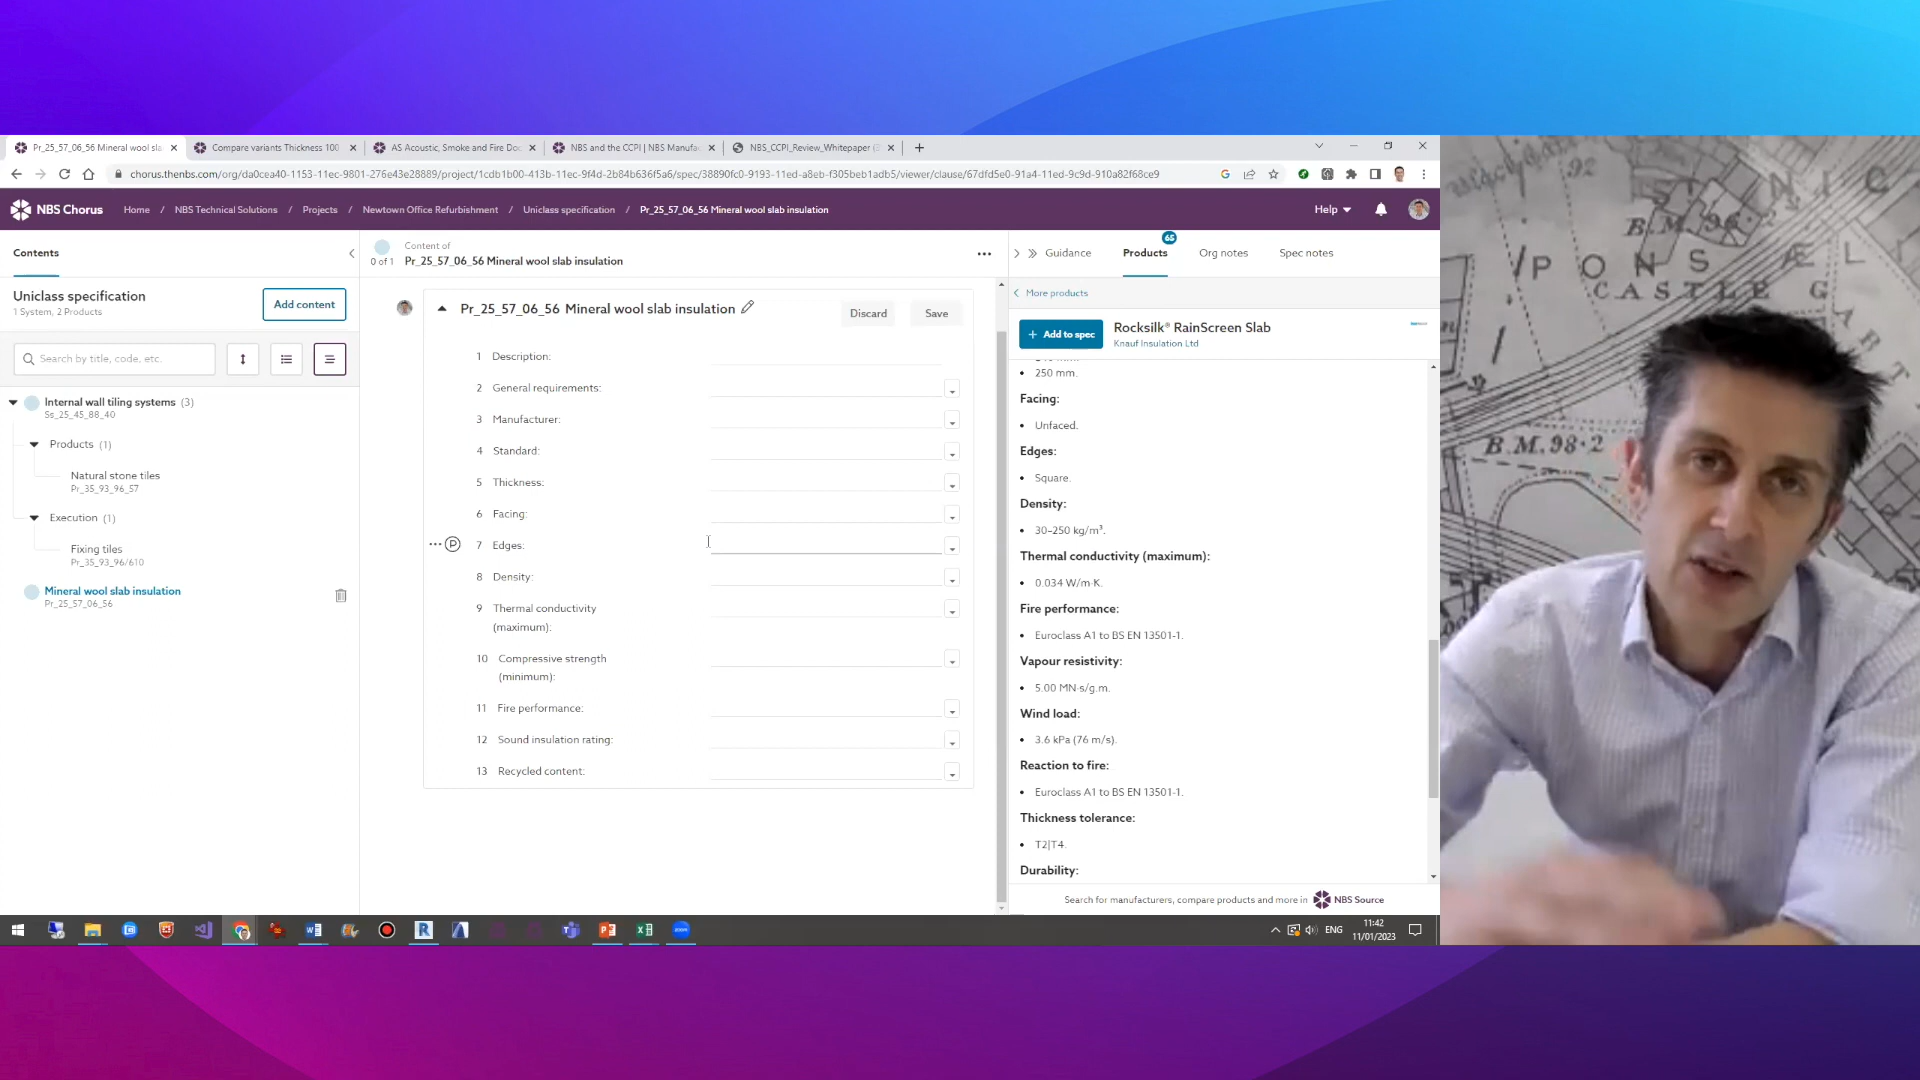 Pr_25_57_06_56 Mineral wool sla
Compare variants Thickness 100
AS Acoustic, Smoke and Fire Do
NBS and the CCPI | NBS Manufa
NBS_CCPI_Review_Whitepaper (
chorus.thenbs.com/org/da0cea40-1153-11ec-9801-276e43e28889/project/1cdb1b00-413b-11ec-9f4d-2b84b636f5a6/spec/38890fc0-9193-11ed-a8eb-f305beb1adb5/viewer/clause/67dfd5e0-91a4-11ed-9c9d-910a82f68ce9
NBS Chorus
Home / NBS Technical Solutions / Projects / Newtown Office Refurbishment / Uniclass specification / Pr_25_57_06_56 Mineral wool slab insulation
Help
Contents
Uniclass specification
1 System, 2 Products
Add content
Search by title, code, etc.
Internal wall tiling systems (3)
Ss_25_45_88_40
Products (1)
Natural stone tiles
Pr_35_93_96_57
Execution (1)
Fixing tiles
Pr_35_93_96/610
Mineral wool slab insulation
Pr_25_57_06_56
0 of 1
Content of
Pr_25_57_06_56 Mineral wool slab insulation
Pr_25_57_06_56 Mineral wool slab insulation
Discard
Save
1 Description:
2 General requirements:
3 Manufacturer:
4 Standard:
5 Thickness:
6 Facing:
P
7 Edges:
8 Density:
9 Thermal conductivity
(maximum):
10 Compressive strength
(minimum):
11 Fire performance:
12 Sound insulation rating:
13 Recycled content:
Guidance
Products
65
Org notes
Spec notes
More products
+ Add to spec
Rocksilk® RainScreen Slab
Knauf Insulation Ltd
• 250 mm.
Facing:
• Unfaced.
Edges:
• Square.
Density:
• 30–250 kg/m³.
Thermal conductivity (maximum):
• 0.034 W/m·K.
Fire performance:
• Euroclass A1 to BS EN 13501-1.
Vapour resistivity:
• 5.00 MN·s/g.m.
Wind load:
• 3.6 kPa (76 m/s).
Reaction to fire:
• Euroclass A1 to BS EN 13501-1.
Thickness tolerance:
• T2|T4.
Durability:
Search for manufacturers, compare products and more in NBS Source
ENG
11:42
11/01/2023
B.M. 96
PONS
CASTLE G
B.M. 98·2